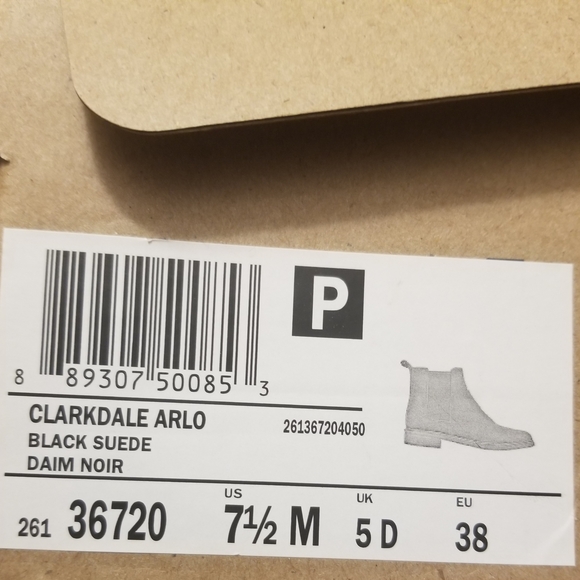 P
8 89307 50085 3
CLARKDALE ARLO
261367204050
BLACK SUEDE
DAIM NOIR
261 36720
US
7½ M
UK
5 D
EU
38